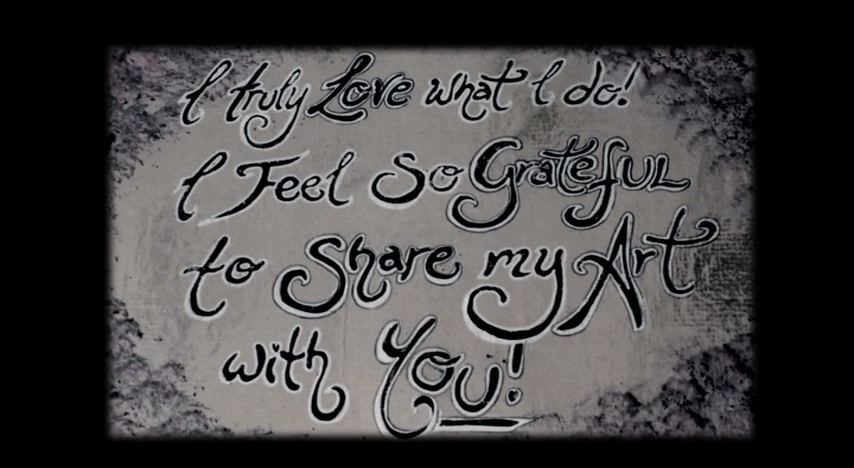 I truly Love what I do!
I Feel So Grateful
to Share my Art
with You!